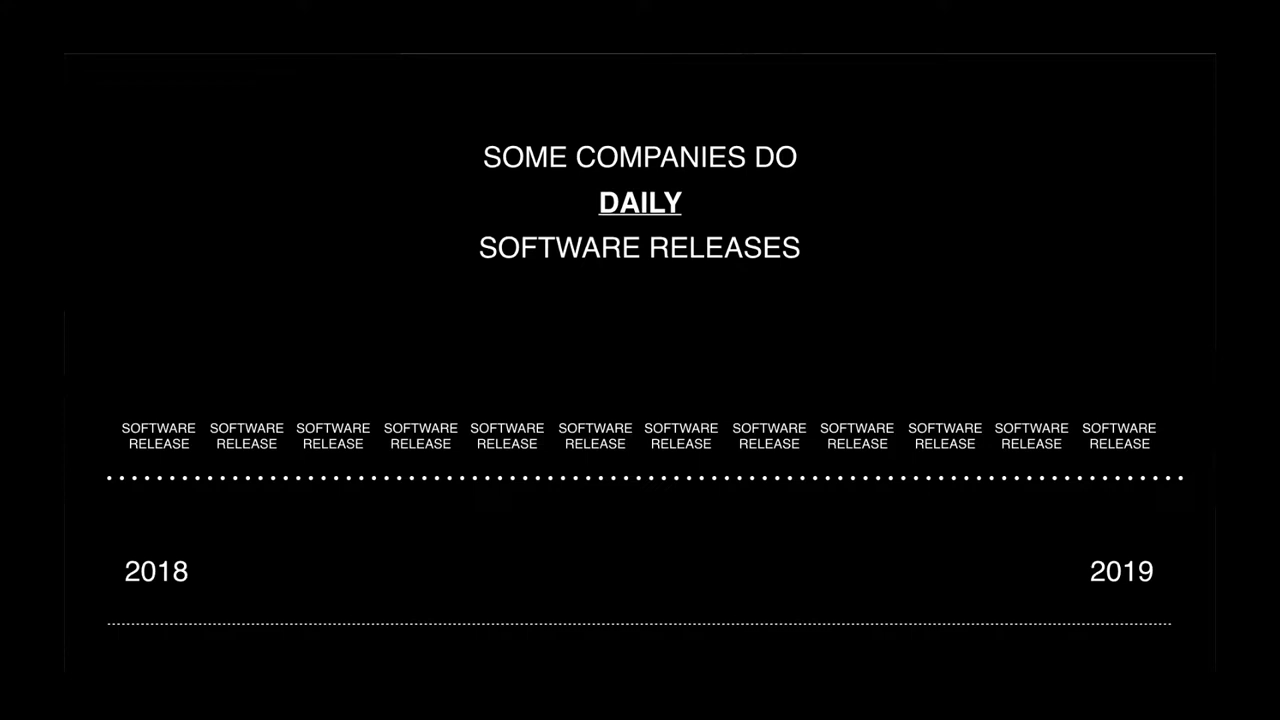 SOME COMPANIES DO
DAILY
SOFTWARE RELEASES
SOFTWARE SOFTWARE SOFTWARE SOFTWARE SOFTWARE SOFTWARE SOFTWARE SOFTWARE SOFTWARE SOFTWARE SOFTWARE SOFTWARE
RELEASE RELEASE RELEASE RELEASE RELEASE RELEASE RELEASE RELEASE RELEASE RELEASE RELEASE RELEASE
2018 2019